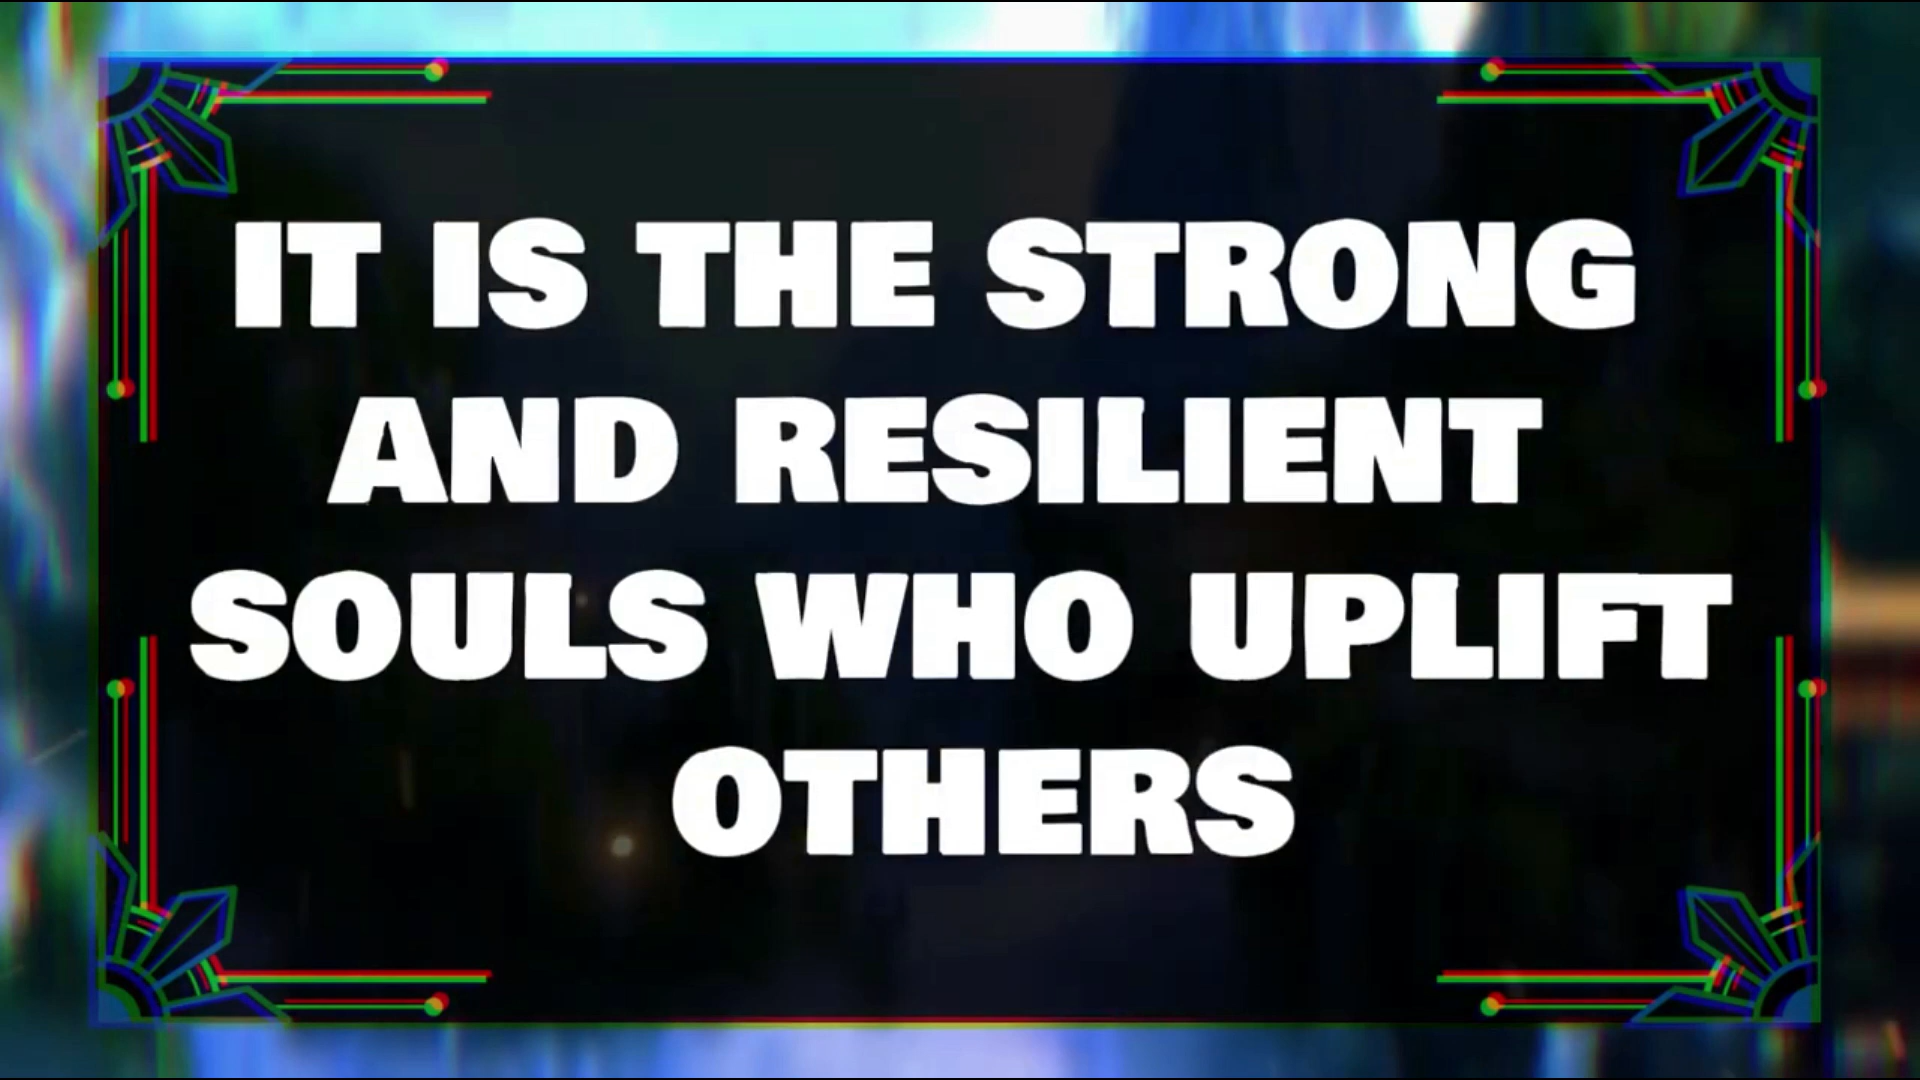 IT IS THE STRONG
AND RESILIENT
SOULS WHO UPLIFT
OTHERS